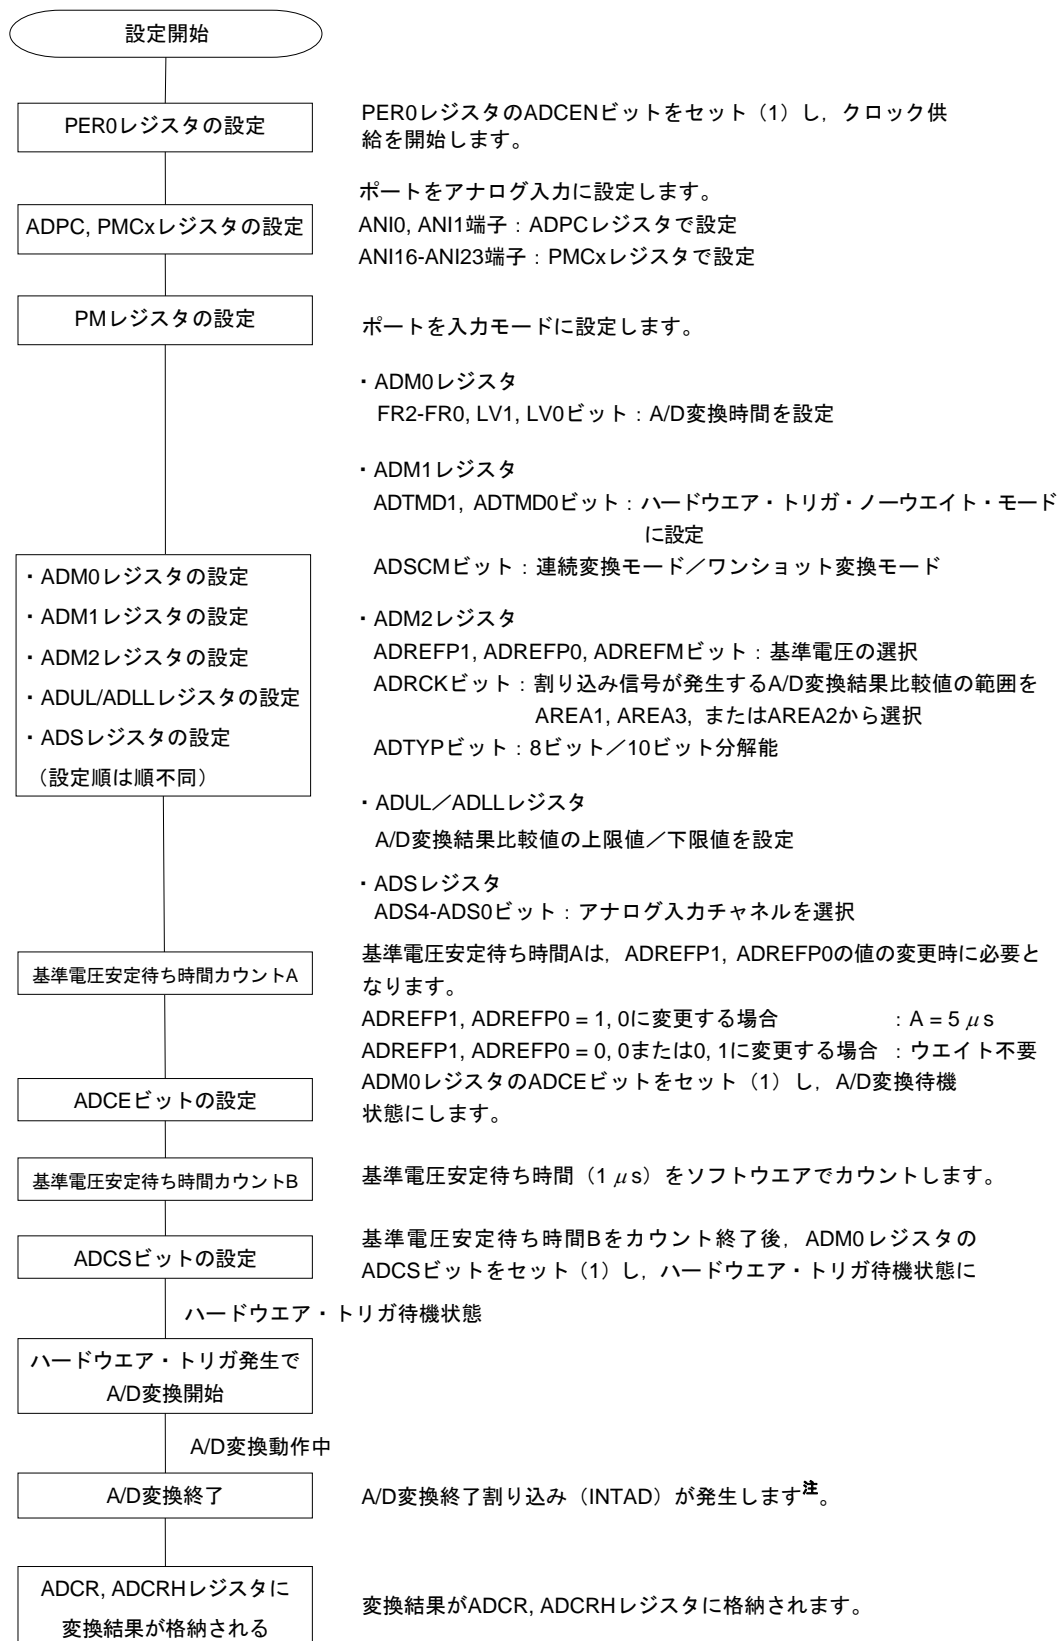 設定開始
PER0レジスタの設定
PER0レジスタのADCENビットをセット（1）し，クロック供
給を開始します。
ADPC, PMCxレジスタの設定
ポートをアナログ入力に設定します。
ANI0, ANI1端子：ADPCレジスタで設定
ANI16-ANI23端子：PMCxレジスタで設定
PMレジスタの設定
ポートを入力モードに設定します。
・ADM0レジスタの設定
・ADM1レジスタの設定
・ADM2レジスタの設定
・ADUL/ADLLレジスタの設定
・ADSレジスタの設定
（設定順は順不同）
・ADM0レジスタ
FR2-FR0, LV1, LV0ビット：A/D変換時間を設定
・ADM1レジスタ
ADTMD1, ADTMD0ビット：ハードウエア・トリガ・ノーウエイト・モード
に設定
ADSCMビット：連続変換モード／ワンショット変換モード
・ADM2レジスタ
ADREFP1, ADREFP0, ADREFMビット：基準電圧の選択
ADRCKビット：割り込み信号が発生するA/D変換結果比較値の範囲を
AREA1, AREA3, またはAREA2から選択
ADTYPビット：8ビット／10ビット分解能
・ADUL／ADLLレジスタ
A/D変換結果比較値の上限値／下限値を設定
・ADSレジスタ
ADS4-ADS0ビット：アナログ入力チャネルを選択
基準電圧安定待ち時間カウントA
基準電圧安定待ち時間Aは，ADREFP1, ADREFP0の値の変更時に必要と
なります。
ADREFP1, ADREFP0 = 1, 0に変更する場合 ：A = 5 μs
ADREFP1, ADREFP0 = 0, 0または0, 1に変更する場合 ：ウエイト不要
ADCEビットの設定
ADM0レジスタのADCEビットをセット（1）し，A/D変換待機
状態にします。
基準電圧安定待ち時間カウントB
基準電圧安定待ち時間（1 μs）をソフトウエアでカウントします。
ADCSビットの設定
基準電圧安定待ち時間Bをカウント終了後，ADM0レジスタの
ADCSビットをセット（1）し，ハードウエア・トリガ待機状態に
ハードウエア・トリガ待機状態
ハードウエア・トリガ発生で
A/D変換開始
A/D変換動作中
A/D変換終了
A/D変換終了割り込み（INTAD）が発生します注。
ADCR, ADCRHレジスタに
変換結果が格納される
変換結果がADCR, ADCRHレジスタに格納されます。